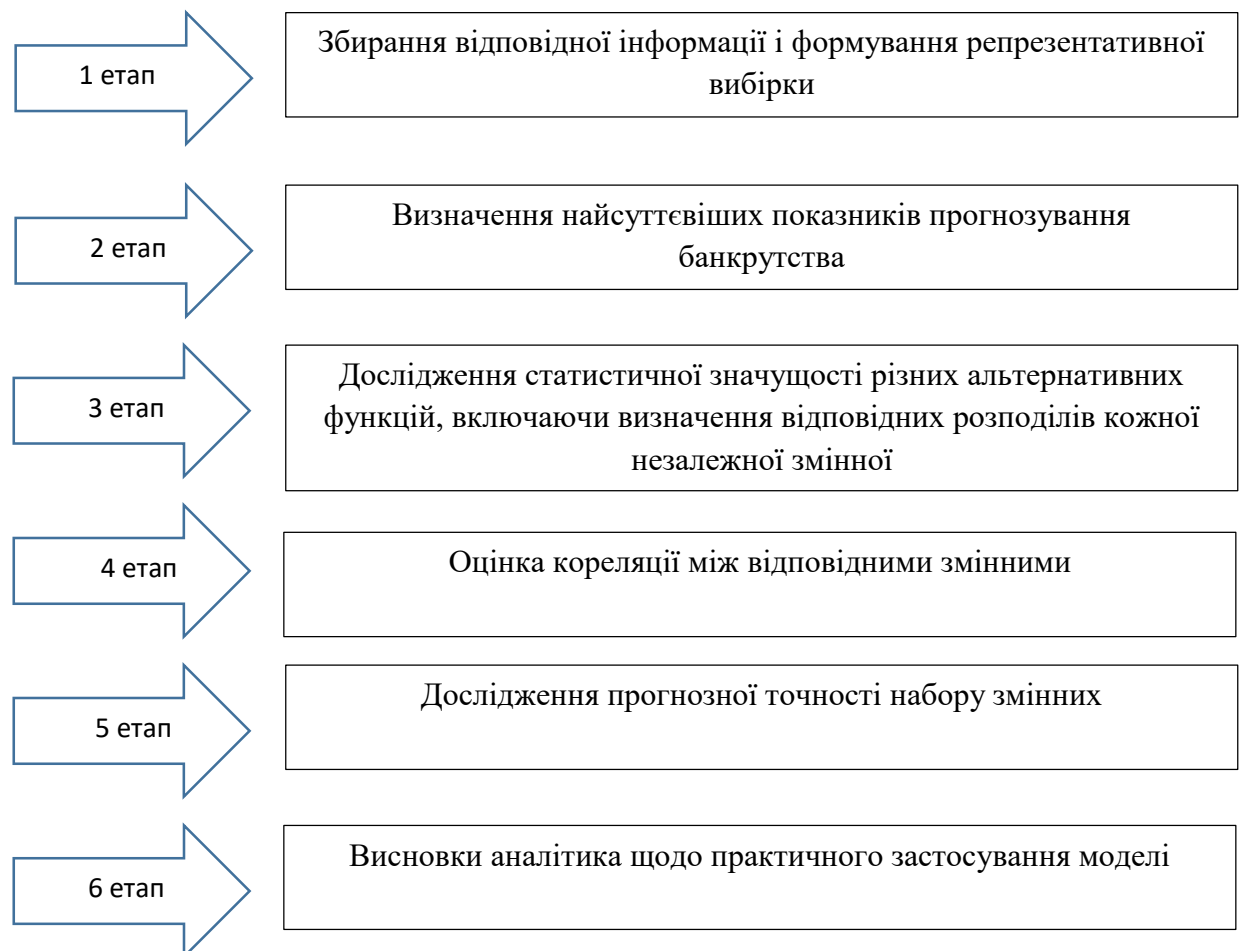 1 етап
Збирання відповідної інформації і формування репрезентативної
вибірки
2 етап
Визначення найсуттєвіших показників прогнозування
банкрутства
3 етап
Дослідження статистичної значущості різних альтернативних
функцій, включаючи визначення відповідних розподілів кожної
незалежної змінної
4 етап
Оцінка кореляції між відповідними змінними
5 етап
Дослідження прогнозної точності набору змінних
6 етап
Висновки аналітика щодо практичного застосування моделі